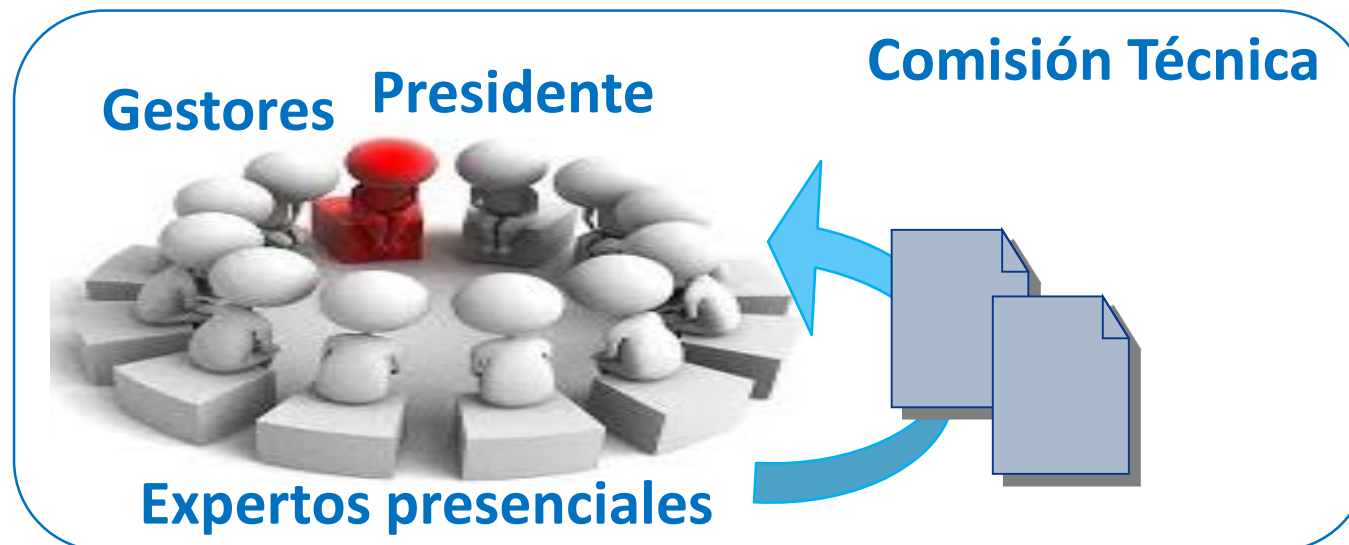 Comisión Técnica
Gestores
Presidente
Expertos presenciales